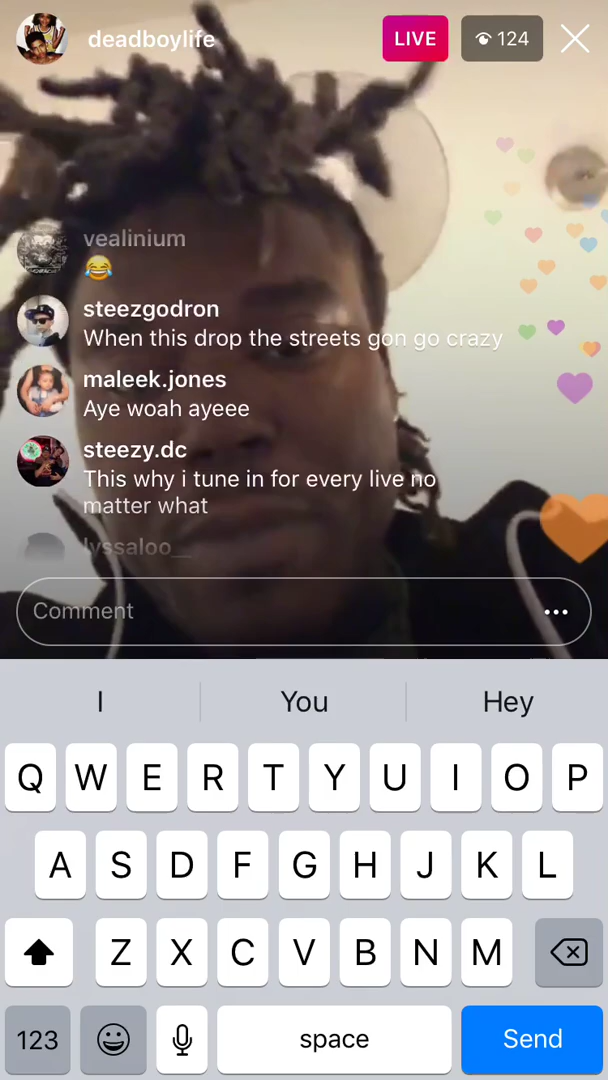 deadboylife
LIVE
124
vealinium
😂
steezgodron
When this drop the streets gon go crazy
maleek.jones
Aye woah ayeee
steezy.dc
This why i tune in for every live no
matter what
lyssaloo__
Comment
I You Hey
Q W E R T Y U I O P
A S D F G H J K L
Z X C V B N M
123 space Send